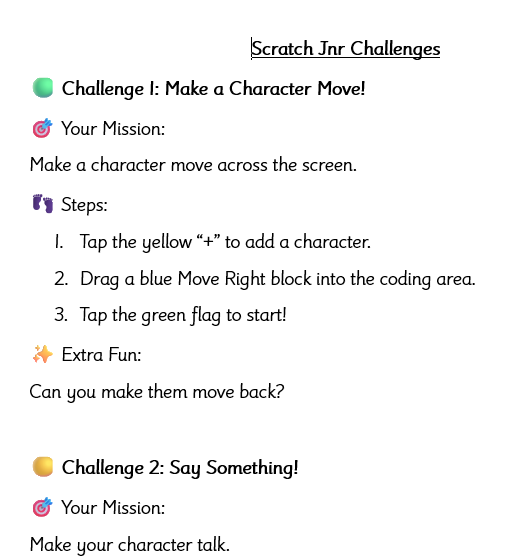 Scratch Jnr Challenges
Challenge 1: Make a Character Move!
Your Mission:
Make a character move across the screen.
Steps:
1. Tap the yellow “+” to add a character.
2. Drag a blue Move Right block into the coding area.
3. Tap the green flag to start!
Extra Fun:
Can you make them move back?
Challenge 2: Say Something!
Your Mission:
Make your character talk.